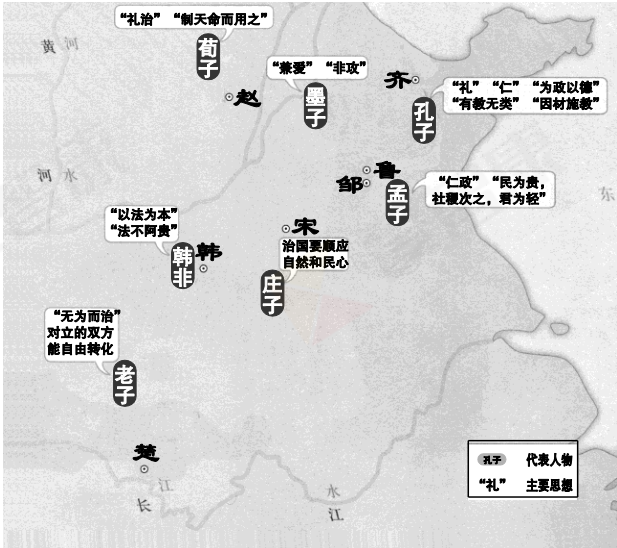 “礼治” “制天命而用之”
荀子
黄河
赵
“兼爱” “非攻”
墨子
齐
“礼” “仁” “为政以德”
“有教无类” “因材施教”
孔子
河水
鲁
邹
“仁政” “民为贵，
社稷次之，君为轻”
孟子
东
“以法为本”
“法不阿贵”
韩
韩非
宋
治国要顺应
自然和民心
庄子
“无为而治”
对立的双方
能自由转化
老子
楚
江
长
水
江
孔子 代表人物
“礼” 主要思想